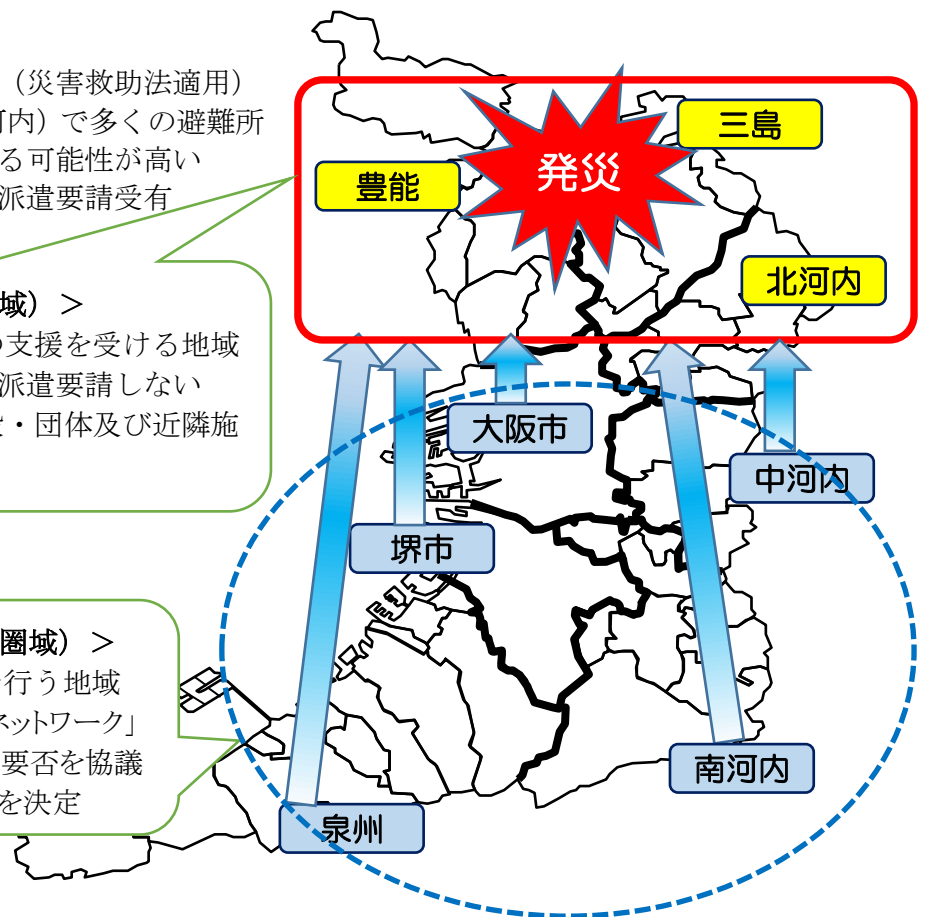 （災害救助法適用）
河内）で多くの避難所
る可能性が高い
派遣要請受有
域）＞
支援を受ける地域
派遣要請しない
・団体及び近隣施
圏域）＞
行う地域
ネットワーク」
要否を協議
を決定
発災
三島
豊能
北河内
大阪市
中河内
堺市
南河内
泉州